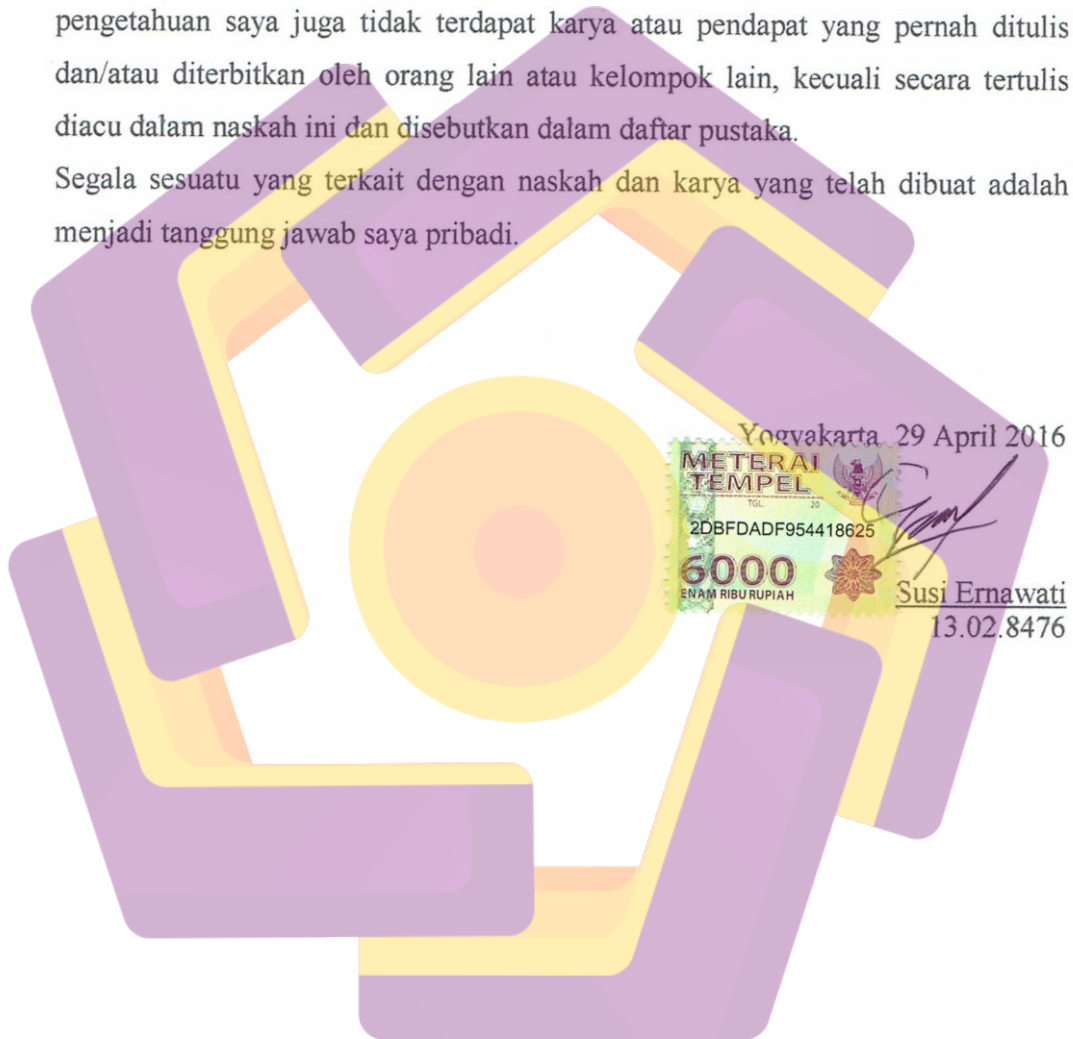 pengetahuan saya juga tidak terdapat karya atau pendapat yang pernah ditulis
dan/atau diterbitkan oleh orang lain atau kelompok lain, kecuali secara tertulis
diacu dalam naskah ini dan disebutkan dalam daftar pustaka.
Segala sesuatu yang terkait dengan naskah dan karya yang telah dibuat adalah
menjadi tanggung jawab saya pribadi.
Yogyakarta 29 April 2016
METERAI
TEMPEL
TGL. 20
2DBFDADF954418625
6000
ENAM RIBU RUPIAH
Susi Ernawati
13.02.8476